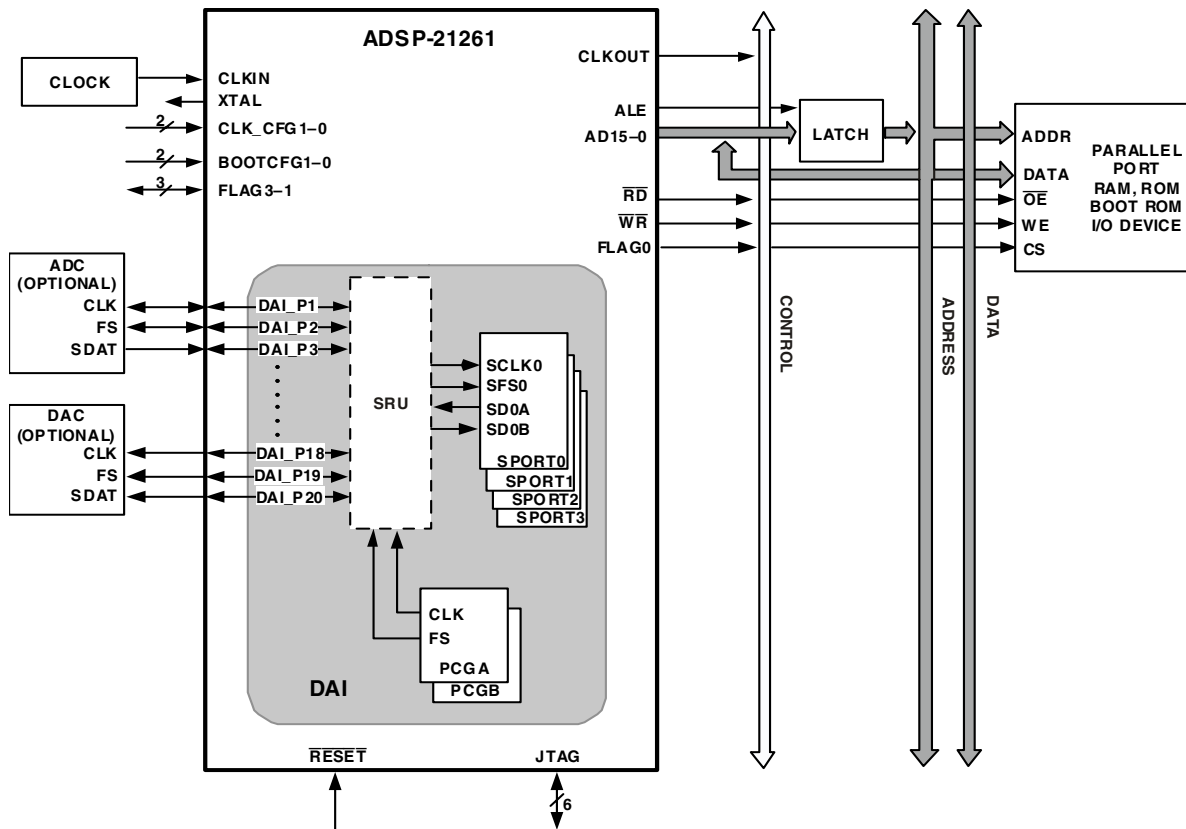 ADSP-21261
CLOCK
CLKIN
XTAL
2
CLK_CFG1–0
2
BOOTCFG1–0
3
FLAG3–1
CLKOUT
ALE
AD15–0
RD
WR
FLAG0
LATCH
ADDR
DATA
OE
WE
CS
PARALLEL
PORT
RAM, ROM
BOOT ROM
I/O DEVICE
CONTROL
ADDRESS
DATA
ADC
(OPTIONAL)
CLK
FS
SDAT
DAC
(OPTIONAL)
CLK
FS
SDAT
DAI_P1
DAI_P2
DAI_P3
DAI_P18
DAI_P19
DAI_P20
SRU
SCLK0
SFS0
SD0A
SD0B
SPORT0
SPORT1
SPORT2
SPORT3
CLK
FS
PCGA
PCGB
DAI
RESET
JTAG
6